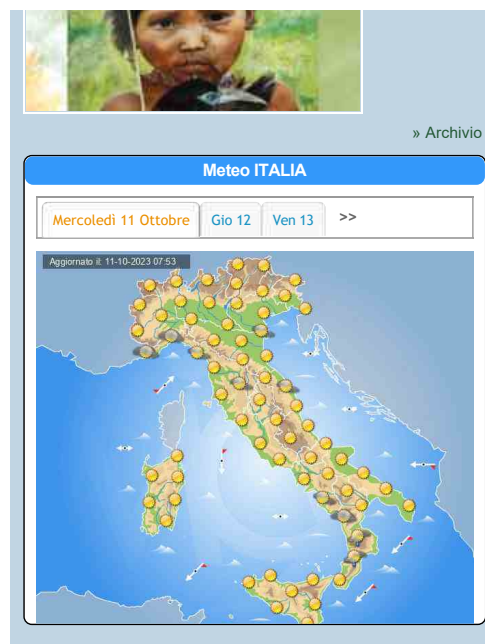 » Archivio
Meteo ITALIA
Mercoledì 11 Ottobre Gio 12 Ven 13 >>
Aggiornato il: 11-10-2023 07:53